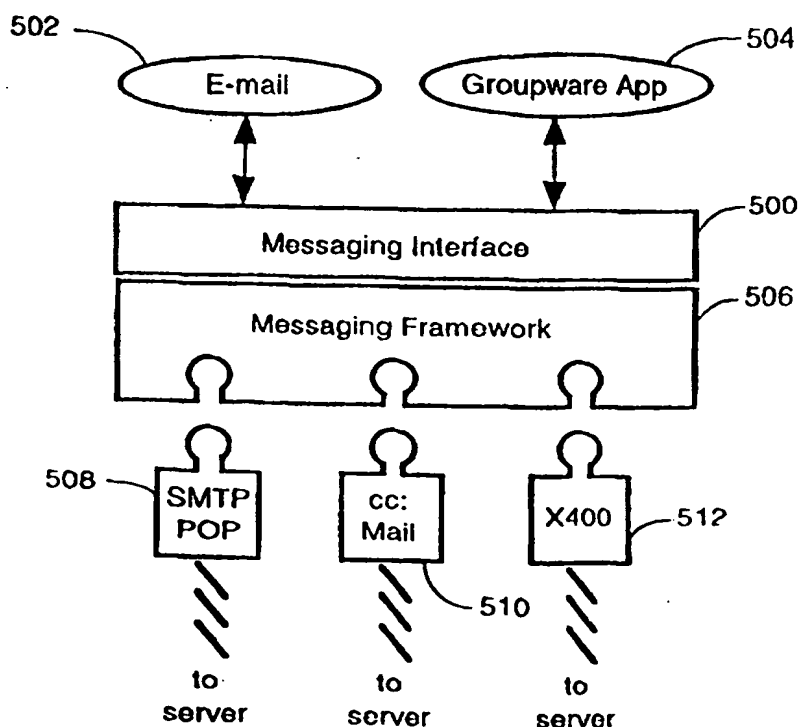 502
504
E-mail
Groupware App
500
Messaging Interface
506
Messaging Framework
508
SMTP
POP
cc:
Mail
X400
512
510
to
server
to
server
to
server